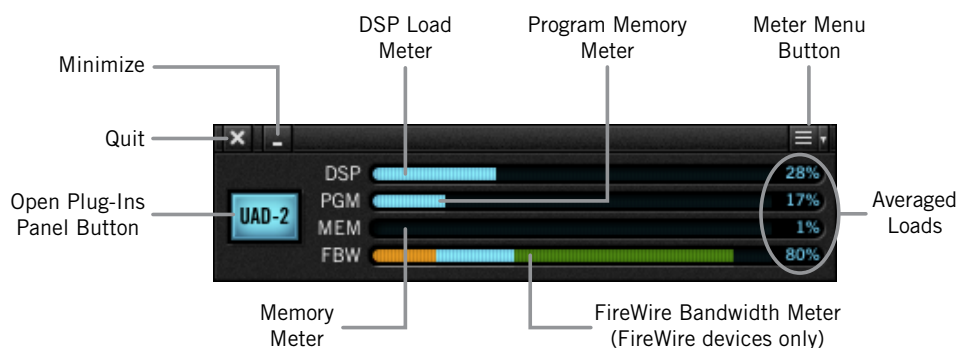 DSP Load
Meter
Program Memory
Meter
Meter Menu
Button
Minimize
Quit
Open Plug-Ins
Panel Button
UAD-2
DSP 28%
PGM 17%
MEM 1%
FBW 80%
Averaged
Loads
Memory
Meter
FireWire Bandwidth Meter
(FireWire devices only)